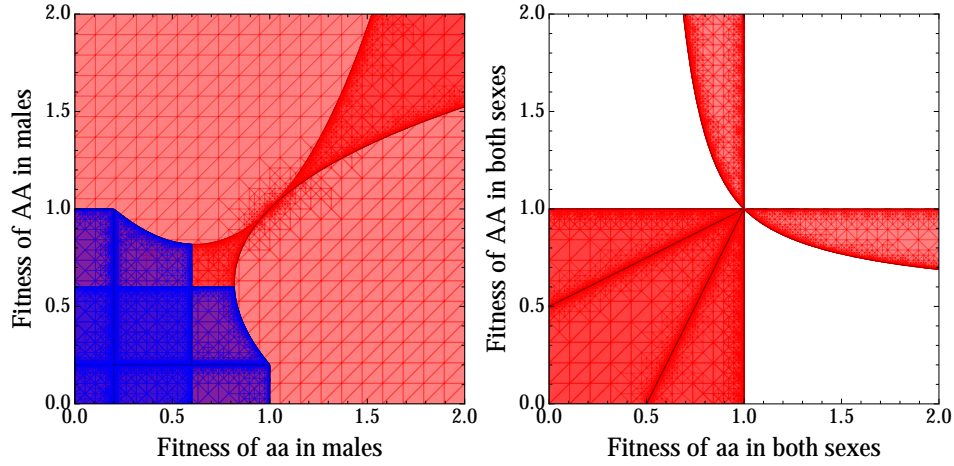 2.0
1.5
1.0
0.5
0.0
0.0 0.5 1.0 1.5 2.0
Fitness of AA in males
Fitness of aa in males
2.0
1.5
1.0
0.5
0.0
0.0 0.5 1.0 1.5 2.0
Fitness of AA in both sexes
Fitness of aa in both sexes